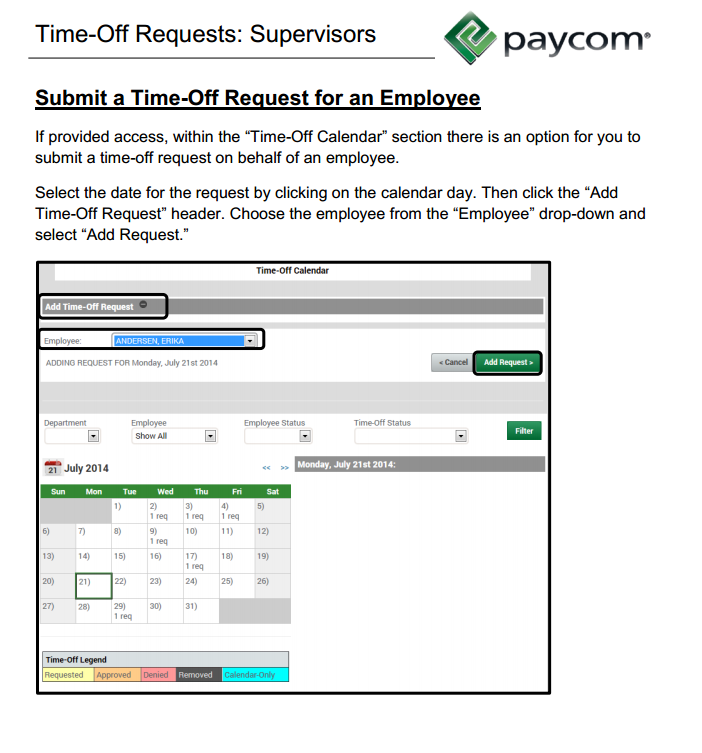 Time-Off Requests: Supervisors
paycom
Submit a Time-Off Request for an Employee
If provided access, within the “Time-Off Calendar” section there is an option for you to
submit a time-off request on behalf of an employee.
Select the date for the request by clicking on the calendar day. Then click the “Add
Time-Off Request” header. Choose the employee from the “Employee” drop-down and
select “Add Request.”
Time-Off Calendar
Add Time-Off Request
Employee: ANDERSEN, ERIKA
ADDING REQUEST FOR Monday, July 21st 2014 « Cancel Add Request »
Department Employee Employee Status Time-Off Status
Show All Filter
21 July 2014 << >> Monday, July 21st 2014:
Sun Mon Tue Wed Thu Fri Sat
1) 2) 3) 4) 5)
1 req 1 req 1 req
6) 7) 8) 9) 10) 11) 12)
1 req
13) 14) 15) 16) 17) 18) 19)
1 req
20) 21) 22) 23) 24) 25) 26)
27) 28) 29) 30) 31)
1 req
Time-Off Legend
Requested Approved Denied Removed Calendar-Only